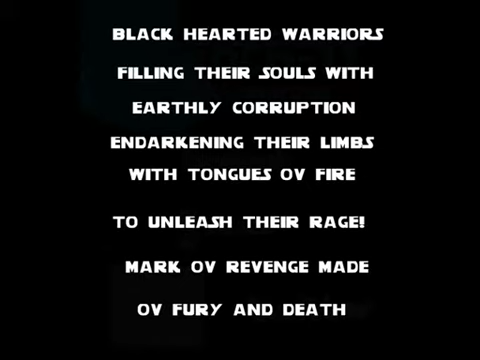 BLACK HEARTED WARRIORS
FILLING THEIR SOULS WITH
EARTHLY CORRUPTION
ENDARKENING THEIR LIMBS
WITH TONGUES OV FIRE
TO UNLEASH THEIR RAGE!
MARK OV REVENGE MADE
OV FURY AND DEATH